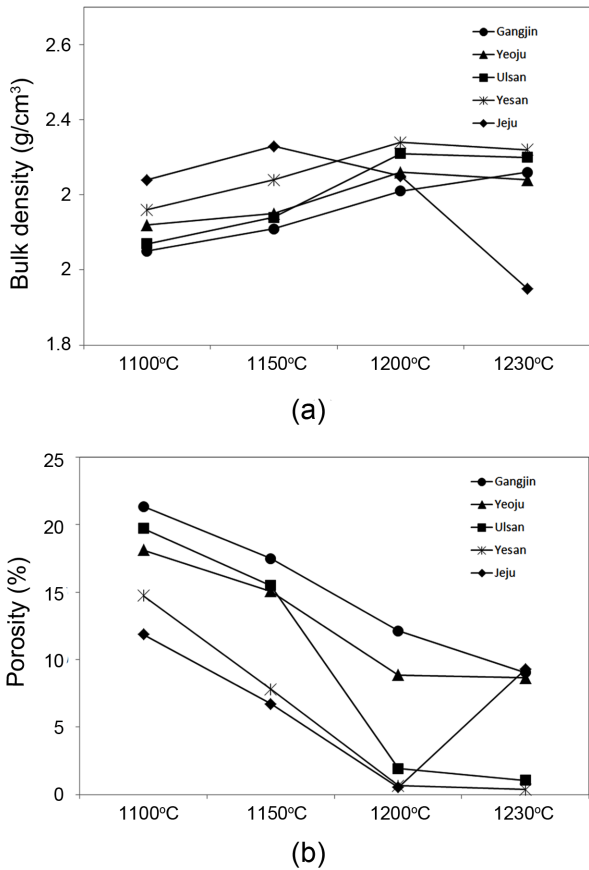 Bulk density (g/cm³)
2.6
2.4
2
2
1.8
Gangjin
Yeoju
Ulsan
Yesan
Jeju
1100ºC 1150ºC 1200ºC 1230ºC
(a)
Porosity (%)
25
20
15
10
5
0
Gangjin
Yeoju
Ulsan
Yesan
Jeju
1100ºC 1150ºC 1200ºC 1230ºC
(b)